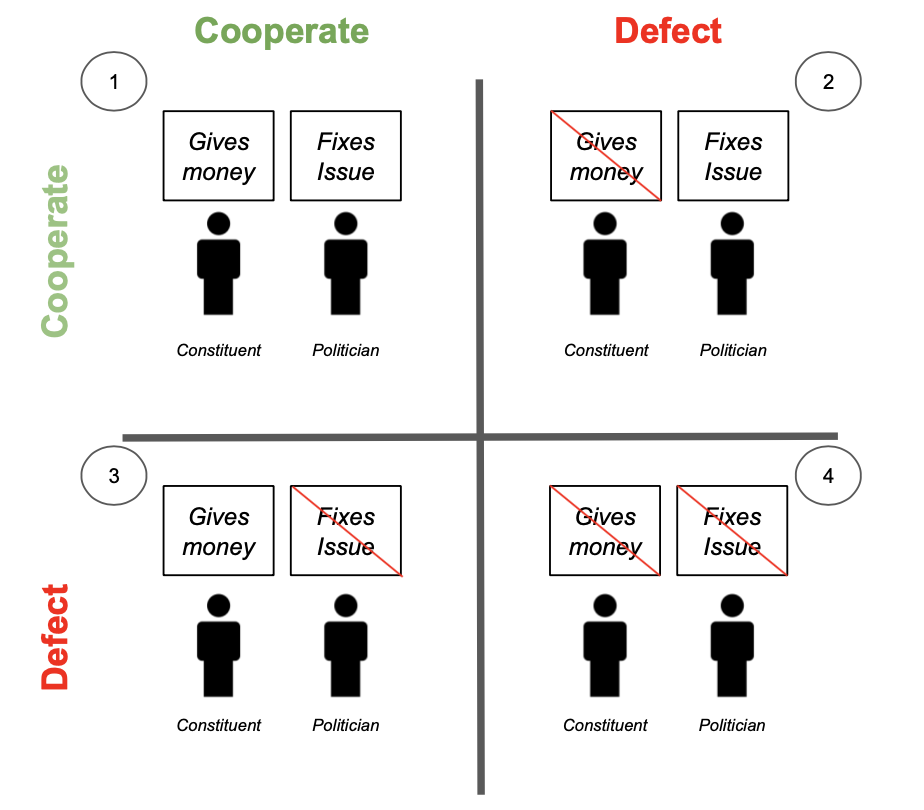 Cooperate
Defect
Cooperate
Defect
1
Gives
money
Fixes
Issue
Constituent
Politician
2
Gives
money
Fixes
Issue
Constituent
Politician
3
Gives
money
Fixes
Issue
Constituent
Politician
4
Gives
money
Fixes
Issue
Constituent
Politician